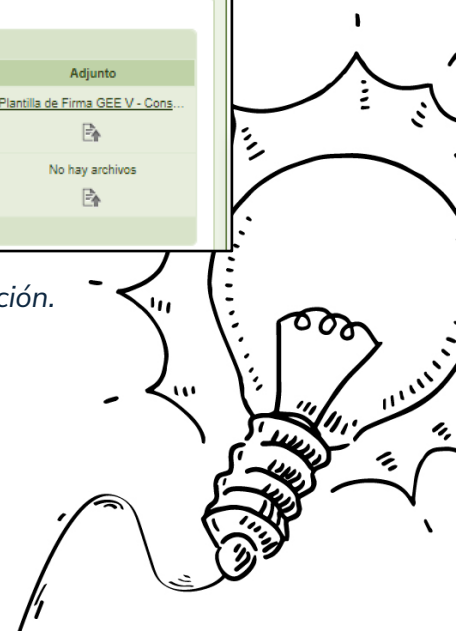 Adjunto
Plantilla de Firma GEE V - Cons...
No hay archivos
ción.